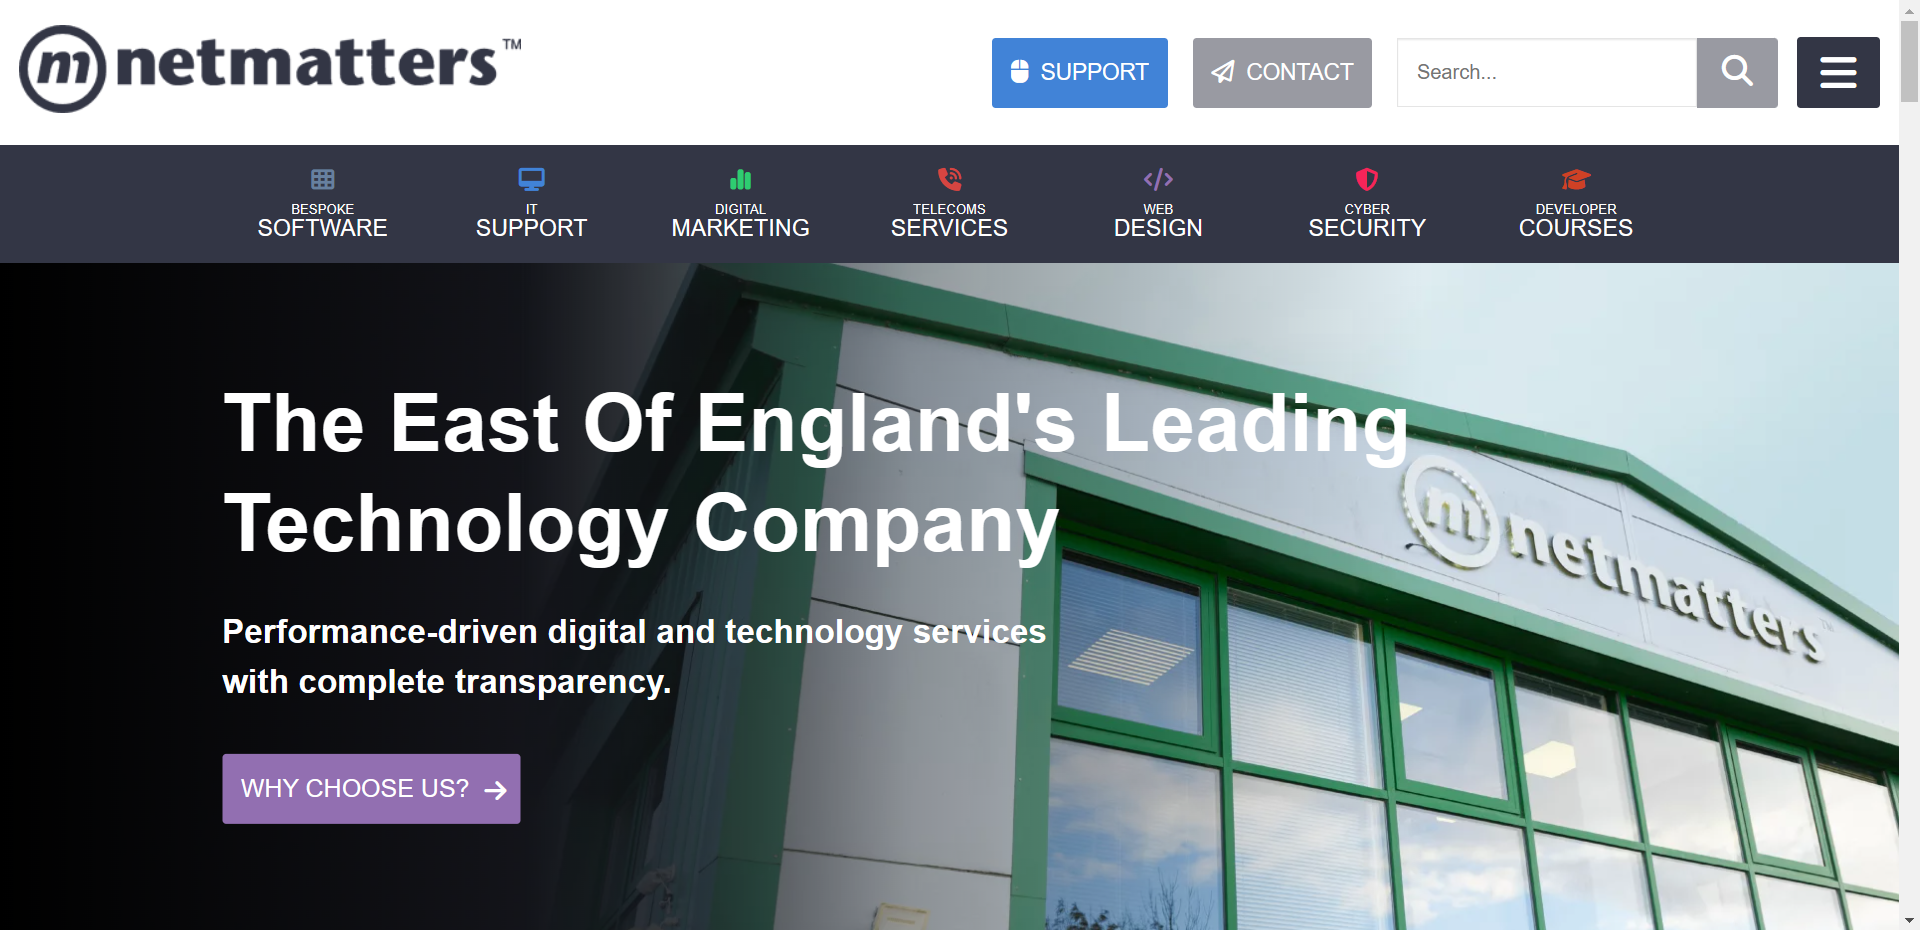 m netmatters™
SUPPORT
CONTACT
Search...
BESPOKE
SOFTWARE
IT
SUPPORT
DIGITAL
MARKETING
TELECOMS
SERVICES
WEB
DESIGN
CYBER
SECURITY
DEVELOPER
COURSES
The East Of England's Leading
Technology Company
Performance-driven digital and technology services
with complete transparency.
WHY CHOOSE US?
m netmatters™